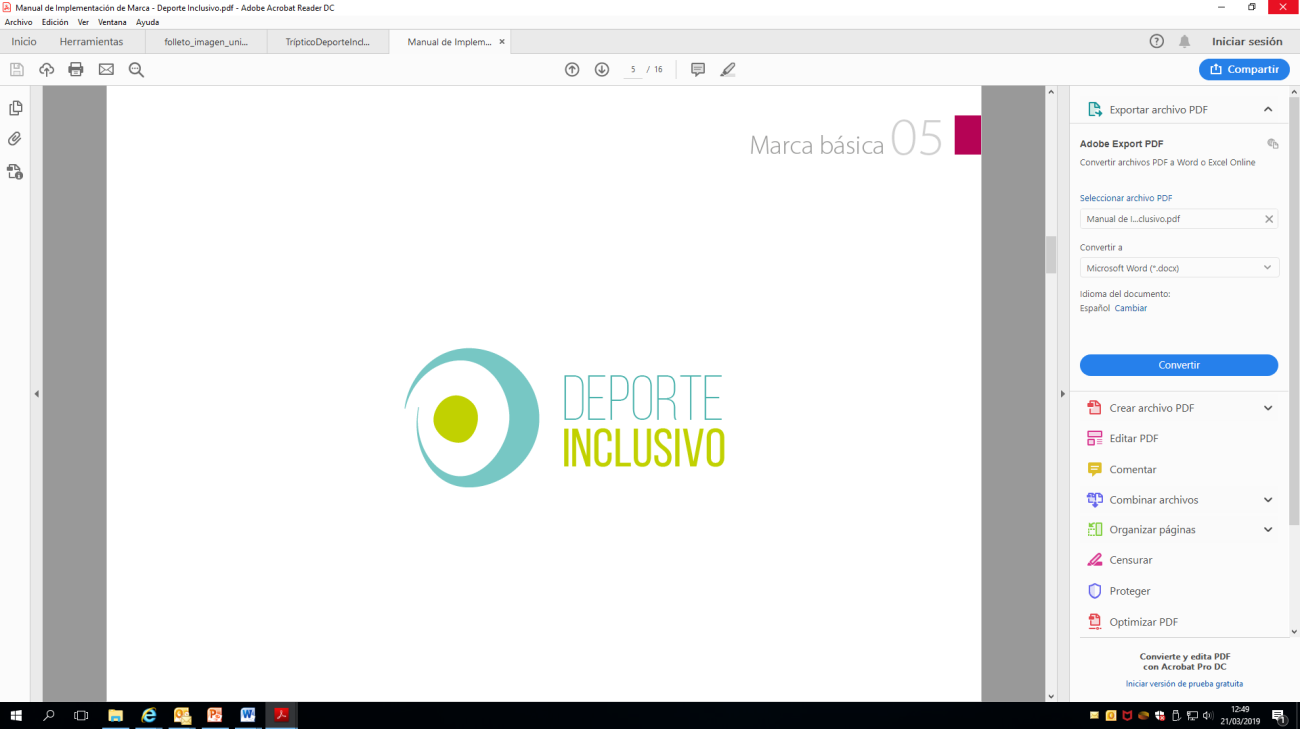 Manual de Implementación de Marca - Deporte Inclusivo.pdf - Adobe Acrobat Reader DC
Archivo Edición Ver Ventana Ayuda
Inicio Herramientas folleto_imagen_uni... TrípticoDeporteIncl... Manual de Implem... × Iniciar sesión
5 / 16 Compartir
Marca básica 05
DEPORTE
INCLUSIVO
Exportar archivo PDF
Adobe Export PDF
Convertir archivos PDF a Word o Excel Online
Seleccionar archivo PDF
Manual de I...clusivo.pdf
Convertir a
Microsoft Word (*.docx)
Idioma del documento:
Español Cambiar
Convertir
Crear archivo PDF
Editar PDF
Comentar
Combinar archivos
Organizar páginas
Censurar
Proteger
Optimizar PDF
Convierte y edita PDF
con Acrobat Pro DC
Iniciar versión de prueba gratuita
12:49
21/03/2019